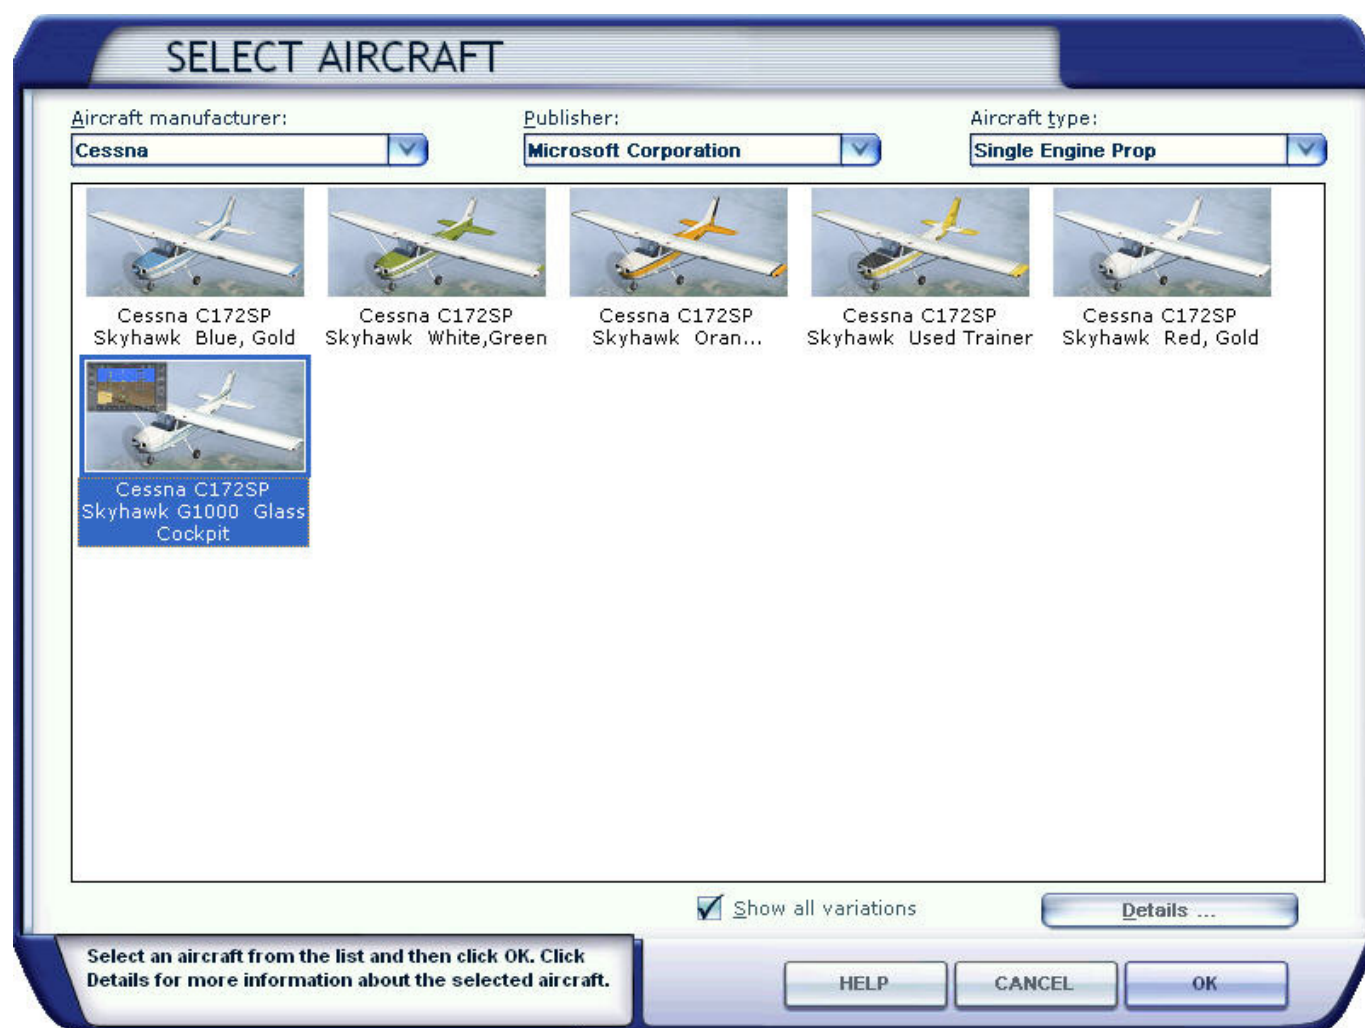 SELECT AIRCRAFT
Aircraft manufacturer:
Publisher:
Aircraft type:
Cessna
Microsoft Corporation
Single Engine Prop
Cessna C172SP
Skyhawk Blue, Gold
Cessna C172SP
Skyhawk White,Green
Cessna C172SP
Skyhawk Oran...
Cessna C172SP
Skyhawk Used Trainer
Cessna C172SP
Skyhawk Red, Gold
Cessna C172SP
Skyhawk G1000 Glass
Cockpit
Show all variations
Details ...
Select an aircraft from the list and then click OK. Click
Details for more information about the selected aircraft.
HELP
CANCEL
OK